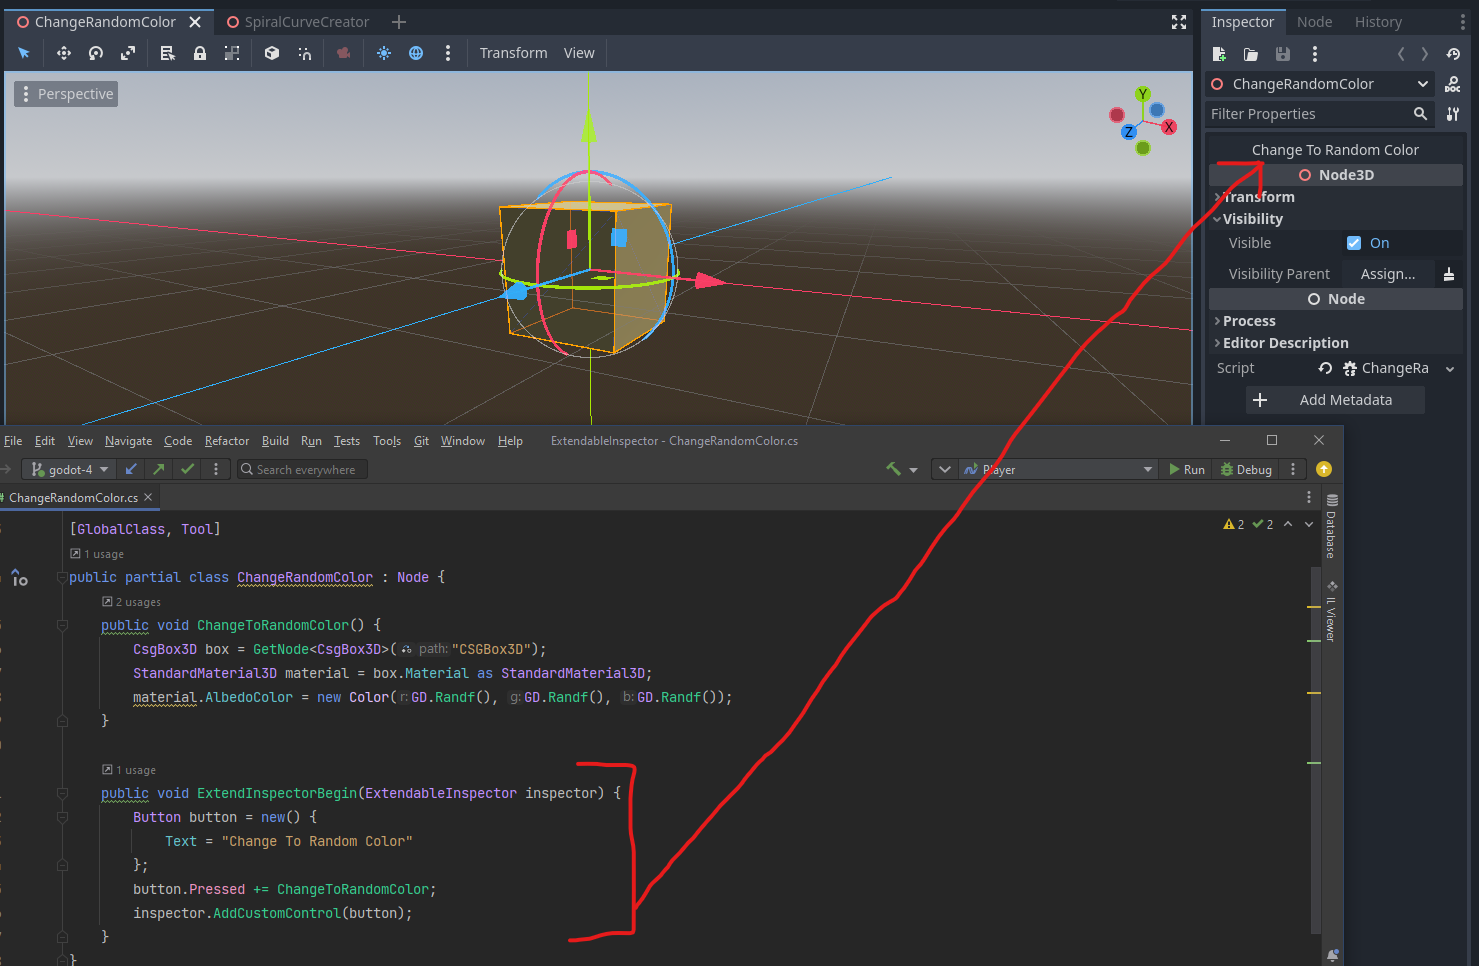 ChangeRandomColor
SpiralCurveCreator
Inspector Node History
Transform View
Perspective
Y
X
Z
ChangeRandomColor
Filter Properties
Change To Random Color
Node3D
Transform
Visibility
Visible On
Visibility Parent Assign...
Node
Process
Editor Description
Script ChangeRa
Add Metadata
File Edit View Navigate Code Refactor Build Run Tests Tools Git Window Help ExtendableInspector - ChangeRandomColor.cs
godot-4 Search everywhere Player Run Debug
ChangeRandomColor.cs
[GlobalClass, Tool]
2 2
1 usage
public partial class ChangeRandomColor : Node {
2 usages
public void ChangeToRandomColor() {
CsgBox3D box = GetNode<CsgBox3D>( path: "CSGBox3D");
StandardMaterial3D material = box.Material as StandardMaterial3D;
material.AlbedoColor = new Color( r: GD.Randf(), g: GD.Randf(), b: GD.Randf());
}
1 usage
public void ExtendInspectorBegin(ExtendableInspector inspector) {
Button button = new() {
Text = "Change To Random Color"
};
button.Pressed += ChangeToRandomColor;
inspector.AddCustomControl(button);
}
}
Database
IL Viewer